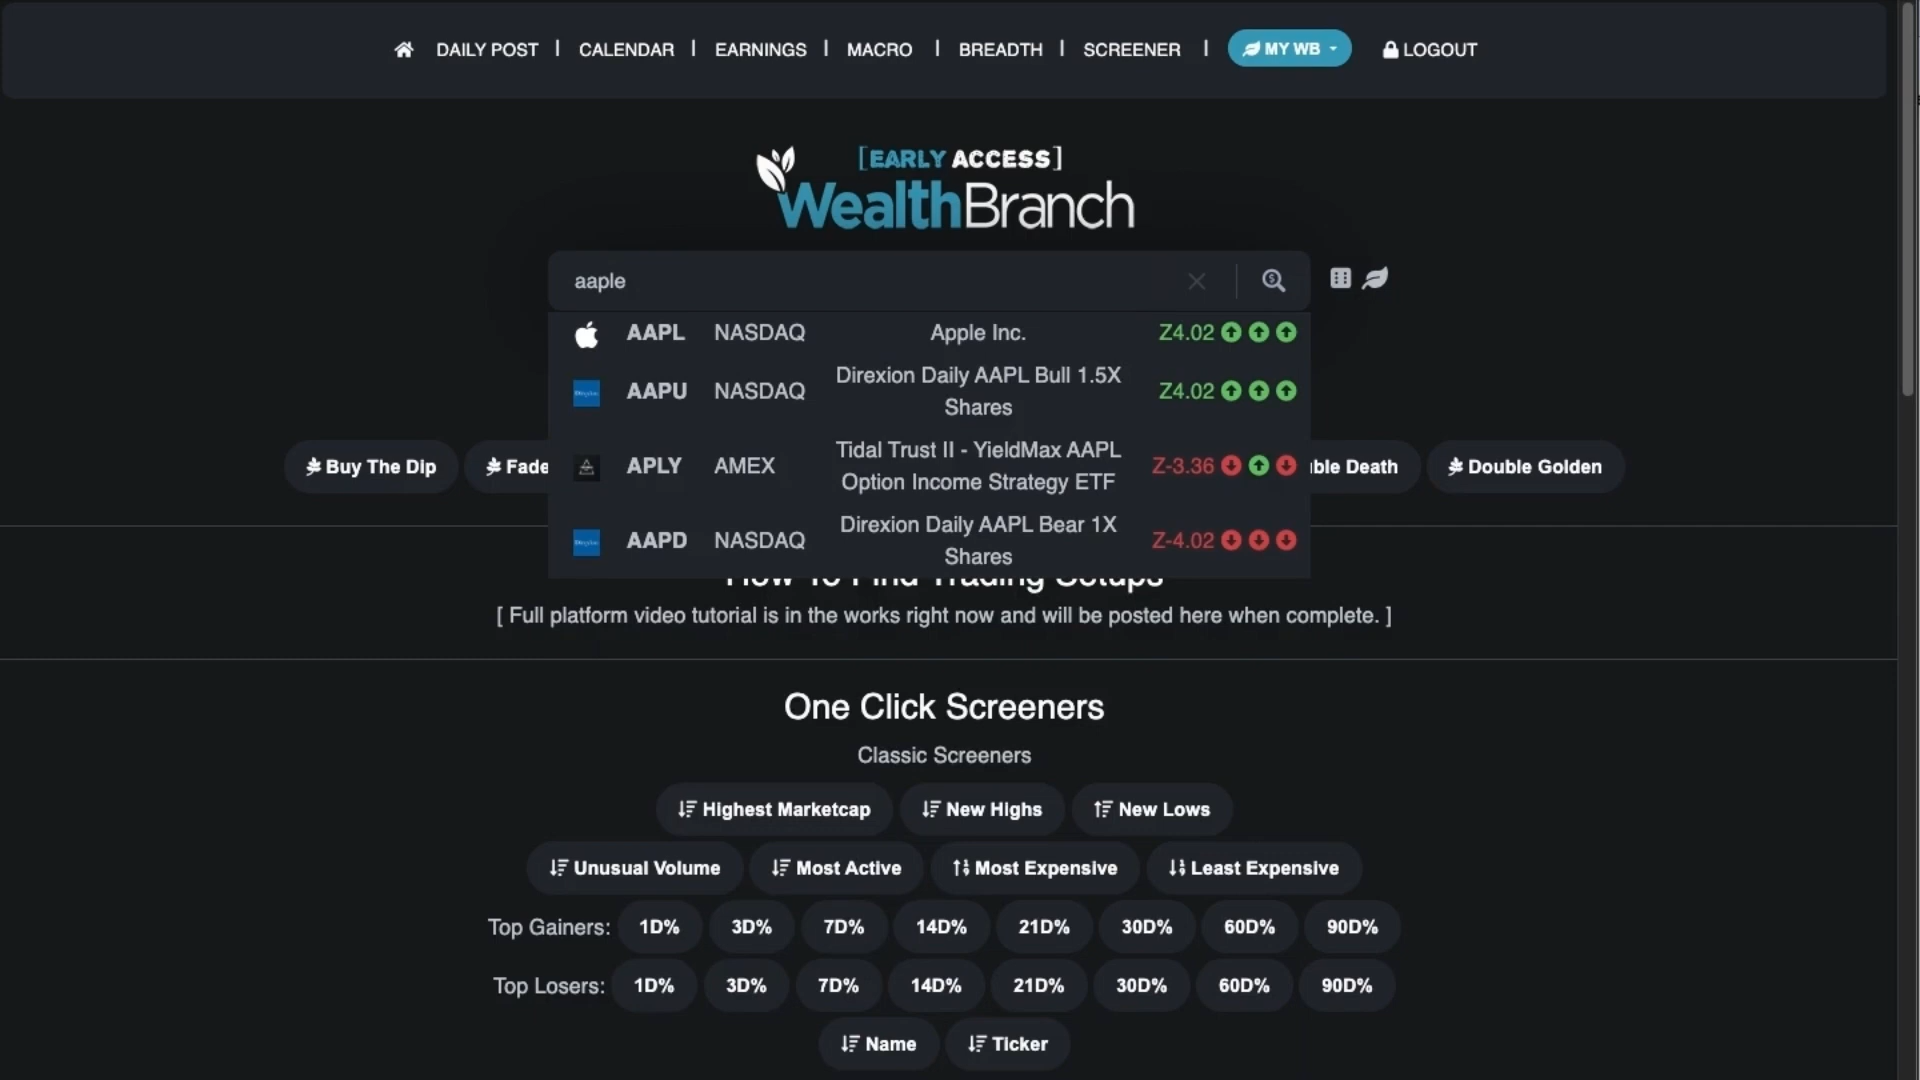 DAILY POST | CALENDAR | EARNINGS | MACRO | BREADTH | SCREENER | MY WB LOGOUT
[EARLY ACCESS]
WealthBranch
aaple
AAPL NASDAQ Apple Inc. Z4.02
AAPU NASDAQ Direxion Daily AAPL Bull 1.5X
Shares Z4.02
APLY AMEX Tidal Trust II - YieldMax AAPL
Option Income Strategy ETF Z-3.36
AAPD NASDAQ Direxion Daily AAPL Bear 1X
Shares Z-4.02
Buy The Dip Fade ble Death Double Golden
How To Find Trading Setups
[ Full platform video tutorial is in the works right now and will be posted here when complete. ]
One Click Screeners
Classic Screeners
Highest Marketcap New Highs New Lows
Unusual Volume Most Active Most Expensive Least Expensive
Top Gainers: 1D% 3D% 7D% 14D% 21D% 30D% 60D% 90D%
Top Losers: 1D% 3D% 7D% 14D% 21D% 30D% 60D% 90D%
Name Ticker